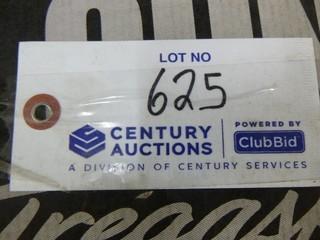 LOT NO
625
CENTURY AUCTIONS
POWERED BY
ClubBid
A DIVISION OF CENTURY SERVICES